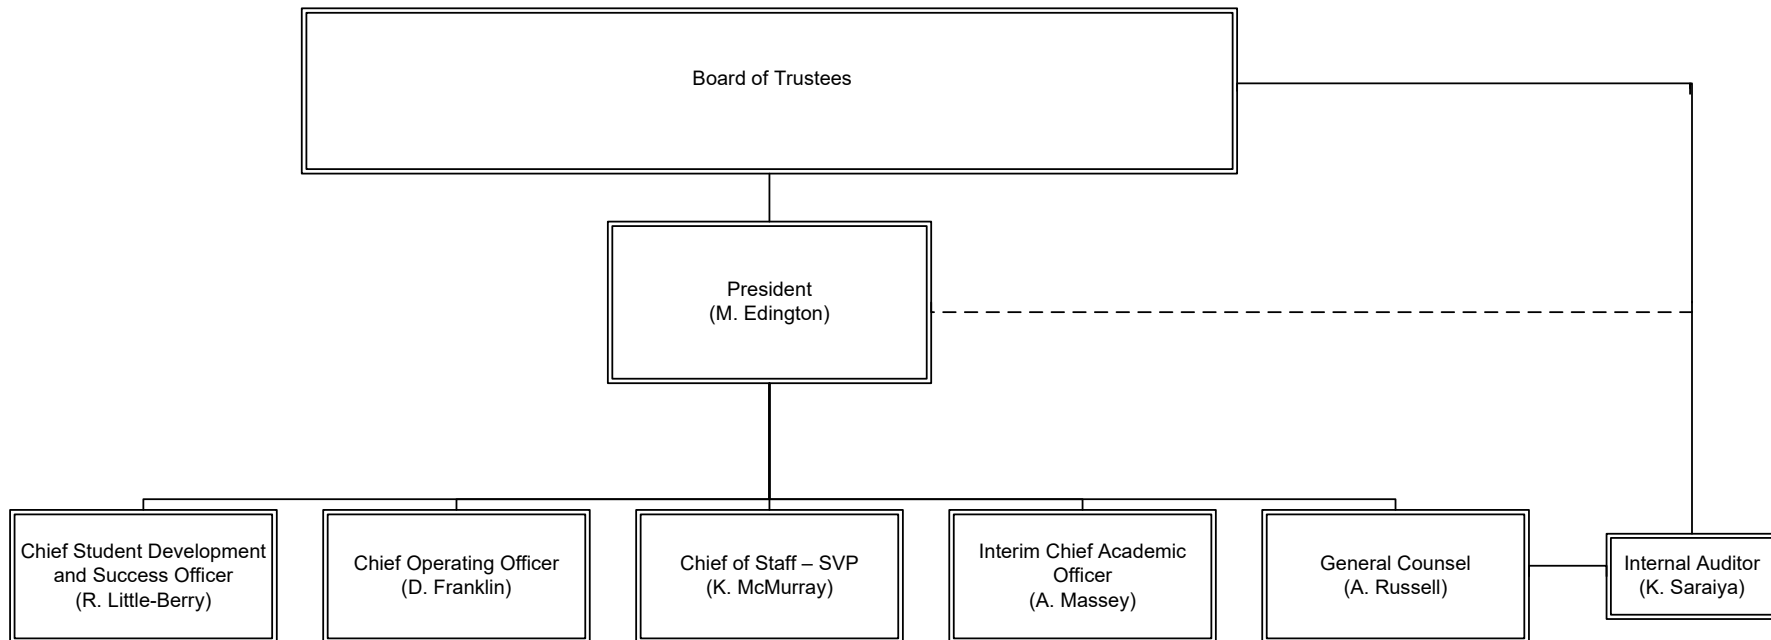 Board of Trustees
President
(M. Edington)
Chief Student Development
and Success Officer
(R. Little-Berry)
Chief Operating Officer
(D. Franklin)
Chief of Staff – SVP
(K. McMurray)
Interim Chief Academic
Officer
(A. Massey)
General Counsel
(A. Russell)
Internal Auditor
(K. Saraiya)